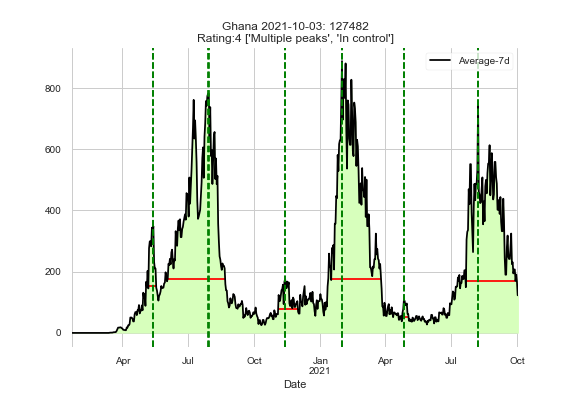 Ghana 2021-10-03: 127482
Rating:4 ['Multiple peaks', 'In control']
Average-7d
800
600
400
200
0
Apr
Jul
Oct
Jan
2021
Apr
Jul
Oct
Date